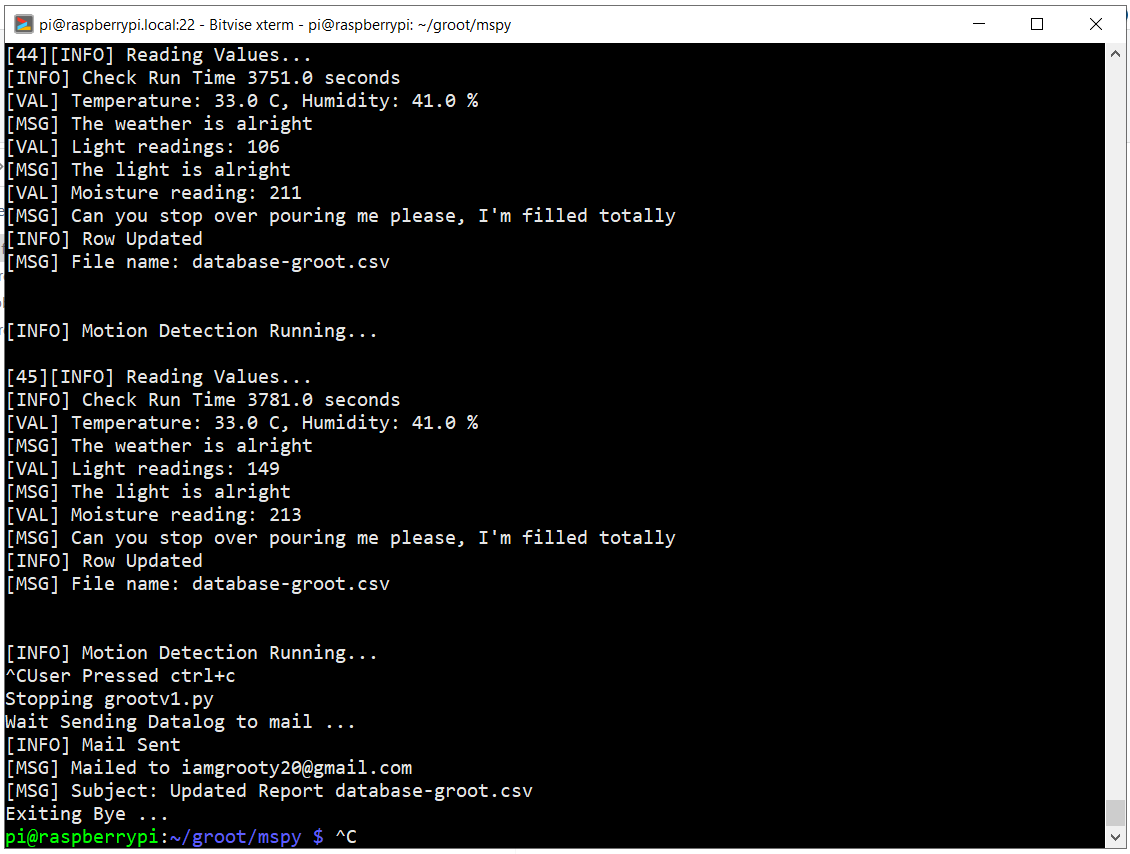 pi@raspberrypi.local:22 - Bitvise xterm - pi@raspberrypi: ~/groot/mspy
[44][INFO] Reading Values...
[INFO] Check Run Time 3751.0 seconds
[VAL] Temperature: 33.0 C, Humidity: 41.0 %
[MSG] The weather is alright
[VAL] Light readings: 106
[MSG] The light is alright
[VAL] Moisture reading: 211
[MSG] Can you stop over pouring me please, I'm filled totally
[INFO] Row Updated
[MSG] File name: database-groot.csv
[INFO] Motion Detection Running...
[45][INFO] Reading Values...
[INFO] Check Run Time 3781.0 seconds
[VAL] Temperature: 33.0 C, Humidity: 41.0 %
[MSG] The weather is alright
[VAL] Light readings: 149
[MSG] The light is alright
[VAL] Moisture reading: 213
[MSG] Can you stop over pouring me please, I'm filled totally
[INFO] Row Updated
[MSG] File name: database-groot.csv
[INFO] Motion Detection Running...
^CUser Pressed ctrl+c
Stopping grootv1.py
Wait Sending Datalog to mail ...
[INFO] Mail Sent
[MSG] Mailed to iamgrooty20@gmail.com
[MSG] Subject: Updated Report database-groot.csv
Exiting Bye ...
pi@raspberrypi:~/groot/mspy $ ^C